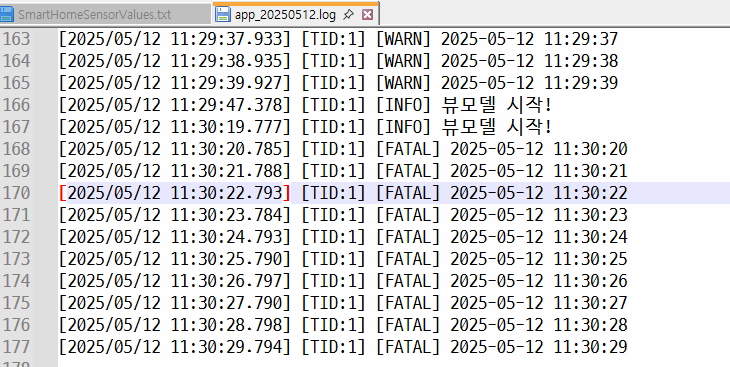 SmartHomeSensorValues.txt app_20250512.log
163 [2025/05/12 11:29:37.933] [TID:1] [WARN] 2025-05-12 11:29:37
164 [2025/05/12 11:29:38.935] [TID:1] [WARN] 2025-05-12 11:29:38
165 [2025/05/12 11:29:39.927] [TID:1] [WARN] 2025-05-12 11:29:39
166 [2025/05/12 11:29:47.378] [TID:1] [INFO] 뷰모델 시작!
167 [2025/05/12 11:30:19.777] [TID:1] [INFO] 뷰모델 시작!
168 [2025/05/12 11:30:20.785] [TID:1] [FATAL] 2025-05-12 11:30:20
169 [2025/05/12 11:30:21.788] [TID:1] [FATAL] 2025-05-12 11:30:21
170 [2025/05/12 11:30:22.793] [TID:1] [FATAL] 2025-05-12 11:30:22
171 [2025/05/12 11:30:23.784] [TID:1] [FATAL] 2025-05-12 11:30:23
172 [2025/05/12 11:30:24.793] [TID:1] [FATAL] 2025-05-12 11:30:24
173 [2025/05/12 11:30:25.790] [TID:1] [FATAL] 2025-05-12 11:30:25
174 [2025/05/12 11:30:26.797] [TID:1] [FATAL] 2025-05-12 11:30:26
175 [2025/05/12 11:30:27.790] [TID:1] [FATAL] 2025-05-12 11:30:27
176 [2025/05/12 11:30:28.798] [TID:1] [FATAL] 2025-05-12 11:30:28
177 [2025/05/12 11:30:29.794] [TID:1] [FATAL] 2025-05-12 11:30:29
178